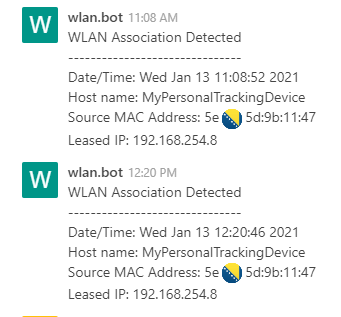 W
wlan.bot 11:08 AM
WLAN Association Detected
--------------------------------
Date/Time: Wed Jan 13 11:08:52 2021
Host name: MyPersonalTrackingDevice
Source MAC Address: 5e 5d:9b:11:47
Leased IP: 192.168.254.8
W
wlan.bot 12:20 PM
WLAN Association Detected
--------------------------------
Date/Time: Wed Jan 13 12:20:46 2021
Host name: MyPersonalTrackingDevice
Source MAC Address: 5e 5d:9b:11:47
Leased IP: 192.168.254.8